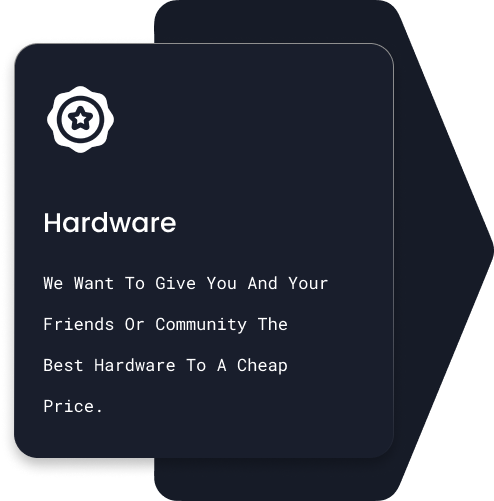 Hardware
We Want To Give You And Your
Friends Or Community The
Best Hardware To A Cheap
Price.